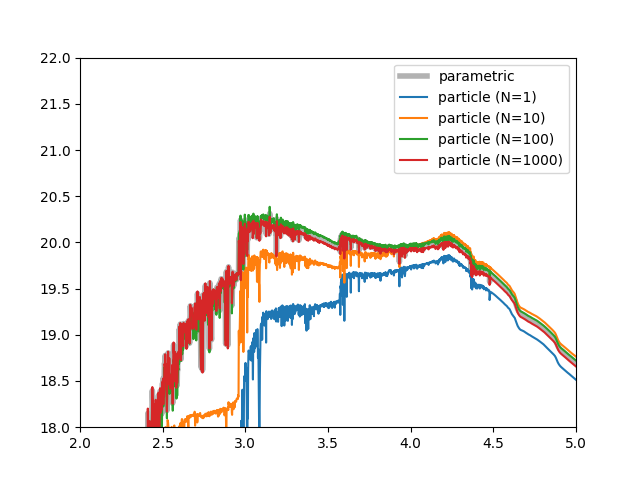 22.0
21.5
21.0
20.5
20.0
19.5
19.0
18.5
18.0
2.0 2.5 3.0 3.5 4.0 4.5 5.0
parametric
particle (N=1)
particle (N=10)
particle (N=100)
particle (N=1000)